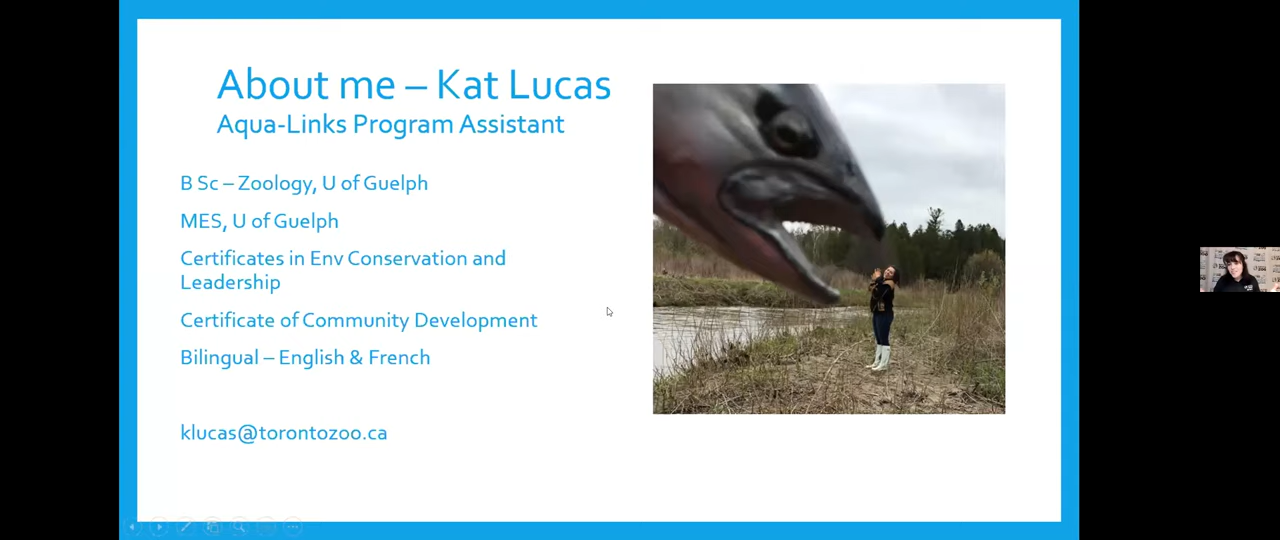 About me – Kat Lucas
Aqua-Links Program Assistant
B Sc – Zoology, U of Guelph
MES, U of Guelph
Certificates in Env Conservation and
Leadership
Certificate of Community Development
Bilingual – English & French
klucas@torontozoo.ca